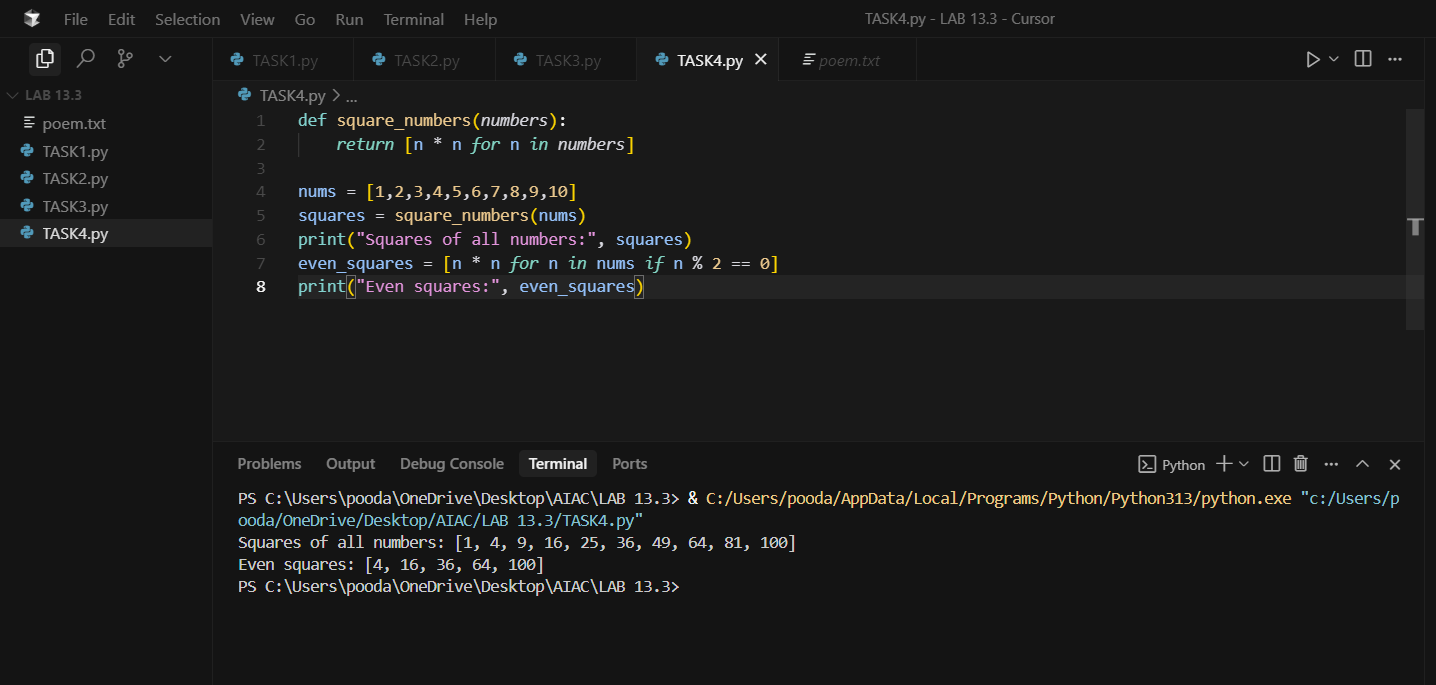 File Edit Selection View Go Run Terminal Help
TASK4.py - LAB 13.3 - Cursor
TASK1.py TASK2.py TASK3.py TASK4.py poem.txt
LAB 13.3
poem.txt
TASK1.py
TASK2.py
TASK3.py
TASK4.py
TASK4.py > ...
1 def square_numbers(numbers):
2     return [n * n for n in numbers]
3
4 nums = [1,2,3,4,5,6,7,8,9,10]
5 squares = square_numbers(nums)
6 print("Squares of all numbers:", squares)
7 even_squares = [n * n for n in nums if n % 2 == 0]
8 print("Even squares:", even_squares)
Problems Output Debug Console Terminal Ports
Python
PS C:\Users\pooda\OneDrive\Desktop\AIAC\LAB 13.3> & C:/Users/pooda/AppData/Local/Programs/Python/Python313/python.exe "c:/Users/p
ooda/OneDrive/Desktop/AIAC/LAB 13.3/TASK4.py"
Squares of all numbers: [1, 4, 9, 16, 25, 36, 49, 64, 81, 100]
Even squares: [4, 16, 36, 64, 100]
PS C:\Users\pooda\OneDrive\Desktop\AIAC\LAB 13.3>